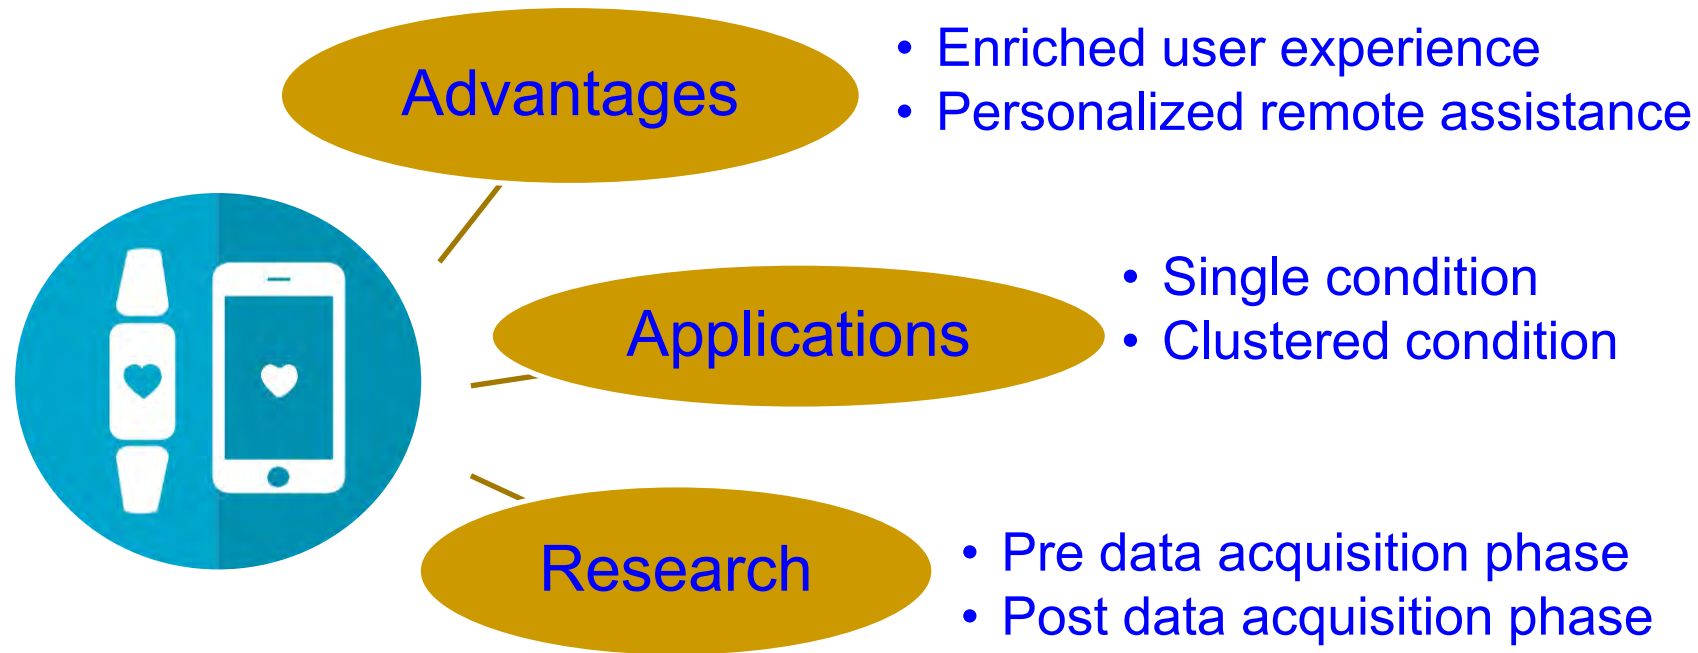 Advantages
• Enriched user experience
• Personalized remote assistance
Applications
• Single condition
• Clustered condition
Research
• Pre data acquisition phase
• Post data acquisition phase